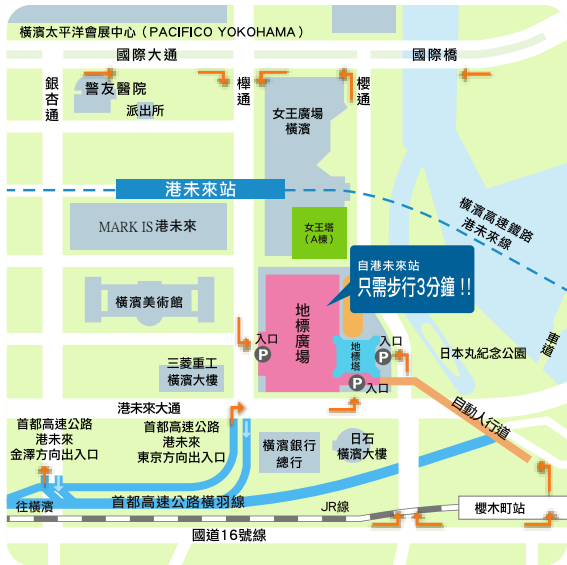 橫濱太平洋會展中心（PACIFICO YOKOHAMA）
國際大通
國際橋
銀杏通
警友醫院
派出所
櫸通
櫻通
女王廣場
橫濱
港未來站
MARK IS港未來
女王塔
（A棟）
橫濱高速鐵路
港未來線
自港未來站
只需步行3分鐘 !!
橫濱美術館
地標廣場
地標塔
入口
P
入口
P
P
入口
日本丸紀念公園
車道
三菱重工
橫濱大樓
港未來大通
自動人行道
首都高速公路
港未來
金澤方向出入口
首都高速公路
港未來
東京方向出入口
橫濱銀行
總行
日石
橫濱大樓
往橫濱
首都高速公路橫羽線
JR線
櫻木町站
國道16號線